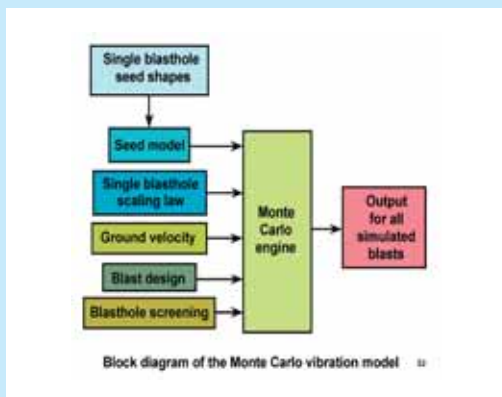 Single blasthole
seed shapes
Seed model
Single blasthole
scaling law
Ground velocity
Blast design
Blasthole screening
Monte
Carlo
engine
Output
for all
simulated
blasts
Block diagram of the Monte Carlo vibration model